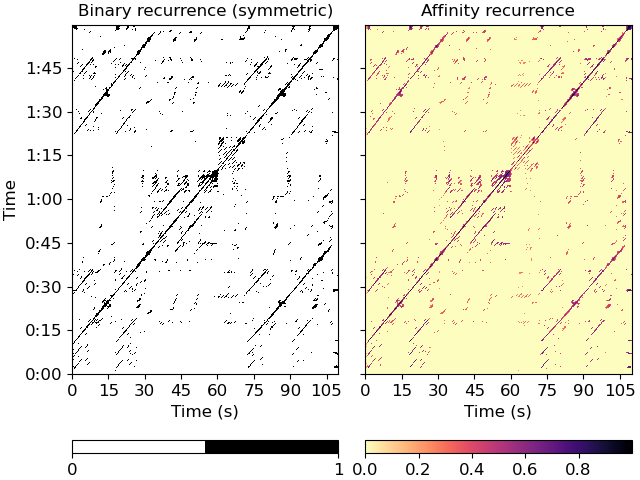 Binary recurrence (symmetric)
Affinity recurrence
Time
1:45
1:30
1:15
1:00
0:45
0:30
0:15
0:00
0 15 30 45 60 75 90 105
0 15 30 45 60 75 90 105
Time (s)
Time (s)
0 1
0.0 0.2 0.4 0.6 0.8